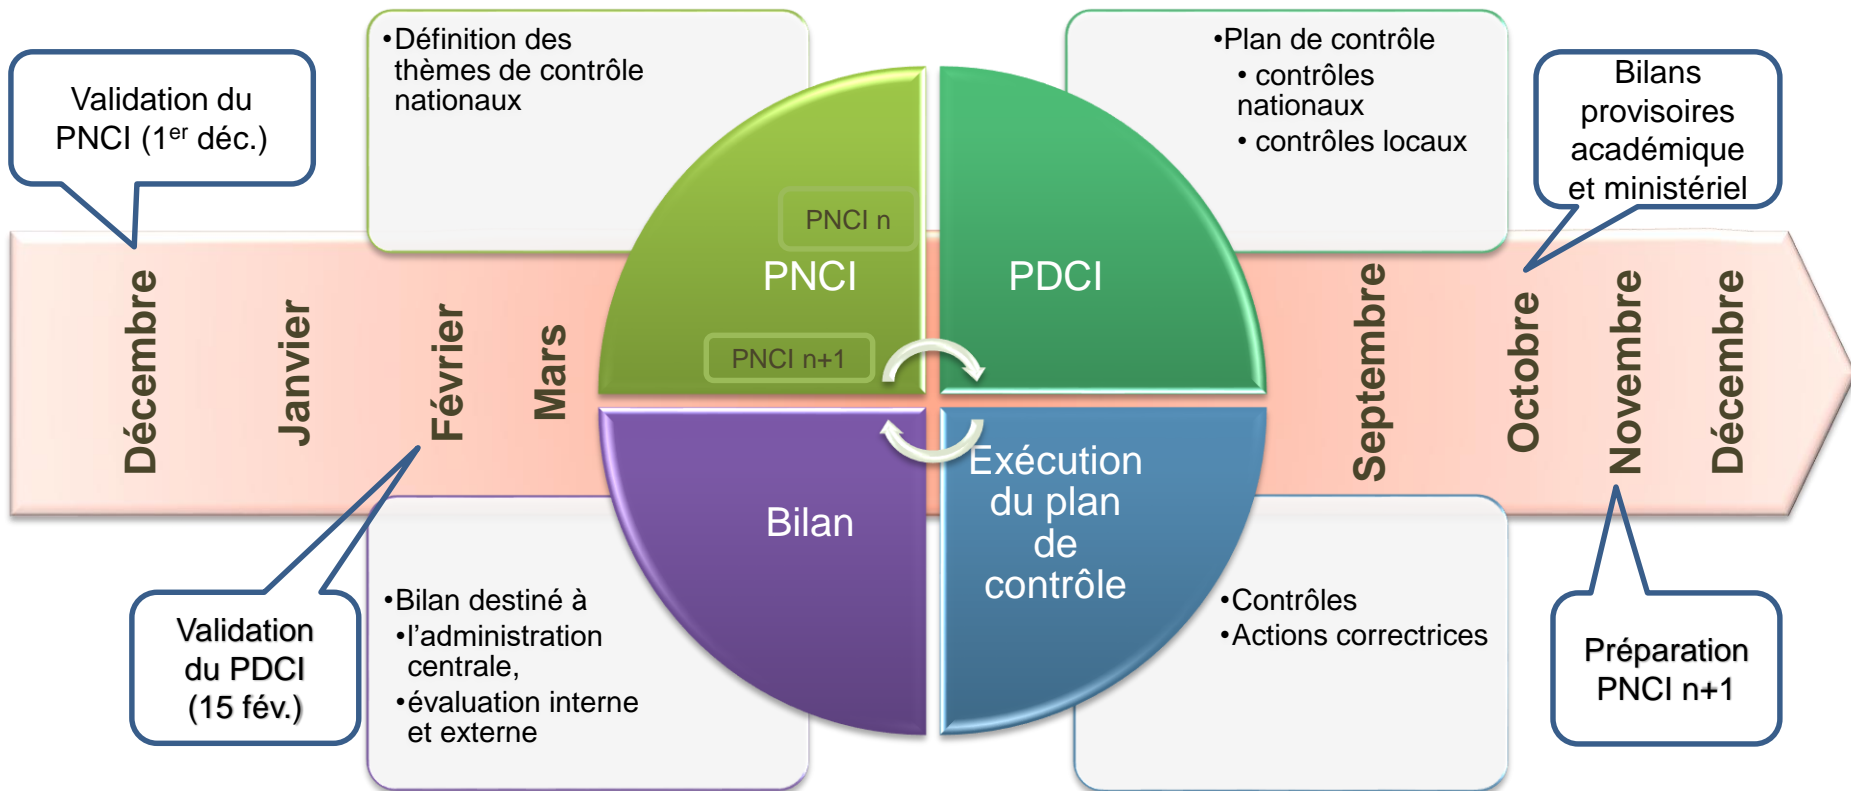 Validation du
PNCI (1er déc.)
•Définition des
thèmes de contrôle
nationaux
•Plan de contrôle
• contrôles
nationaux
• contrôles locaux
Bilans
provisoires
académique
et ministériel
PNCI n
PNCI
PNCI n+1
PDCI
Décembre
Janvier
Février
Mars
Septembre
Octobre
Novembre
Décembre
Bilan
Exécution
du plan
de
contrôle
Validation
du PDCI
(15 fév.)
•Bilan destiné à
•l’administration
centrale,
•évaluation interne
et externe
•Contrôles
•Actions correctrices
Préparation
PNCI n+1